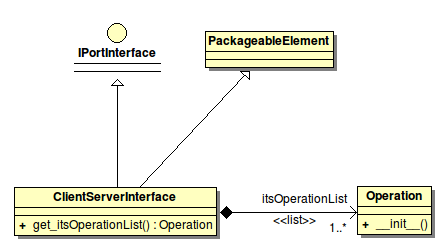 IPortInterface
PackageableElement
ClientServerInterface
+ get_itsOperationList() : Operation
itsOperationList
<<list>>
1..*
Operation
+ __init__()